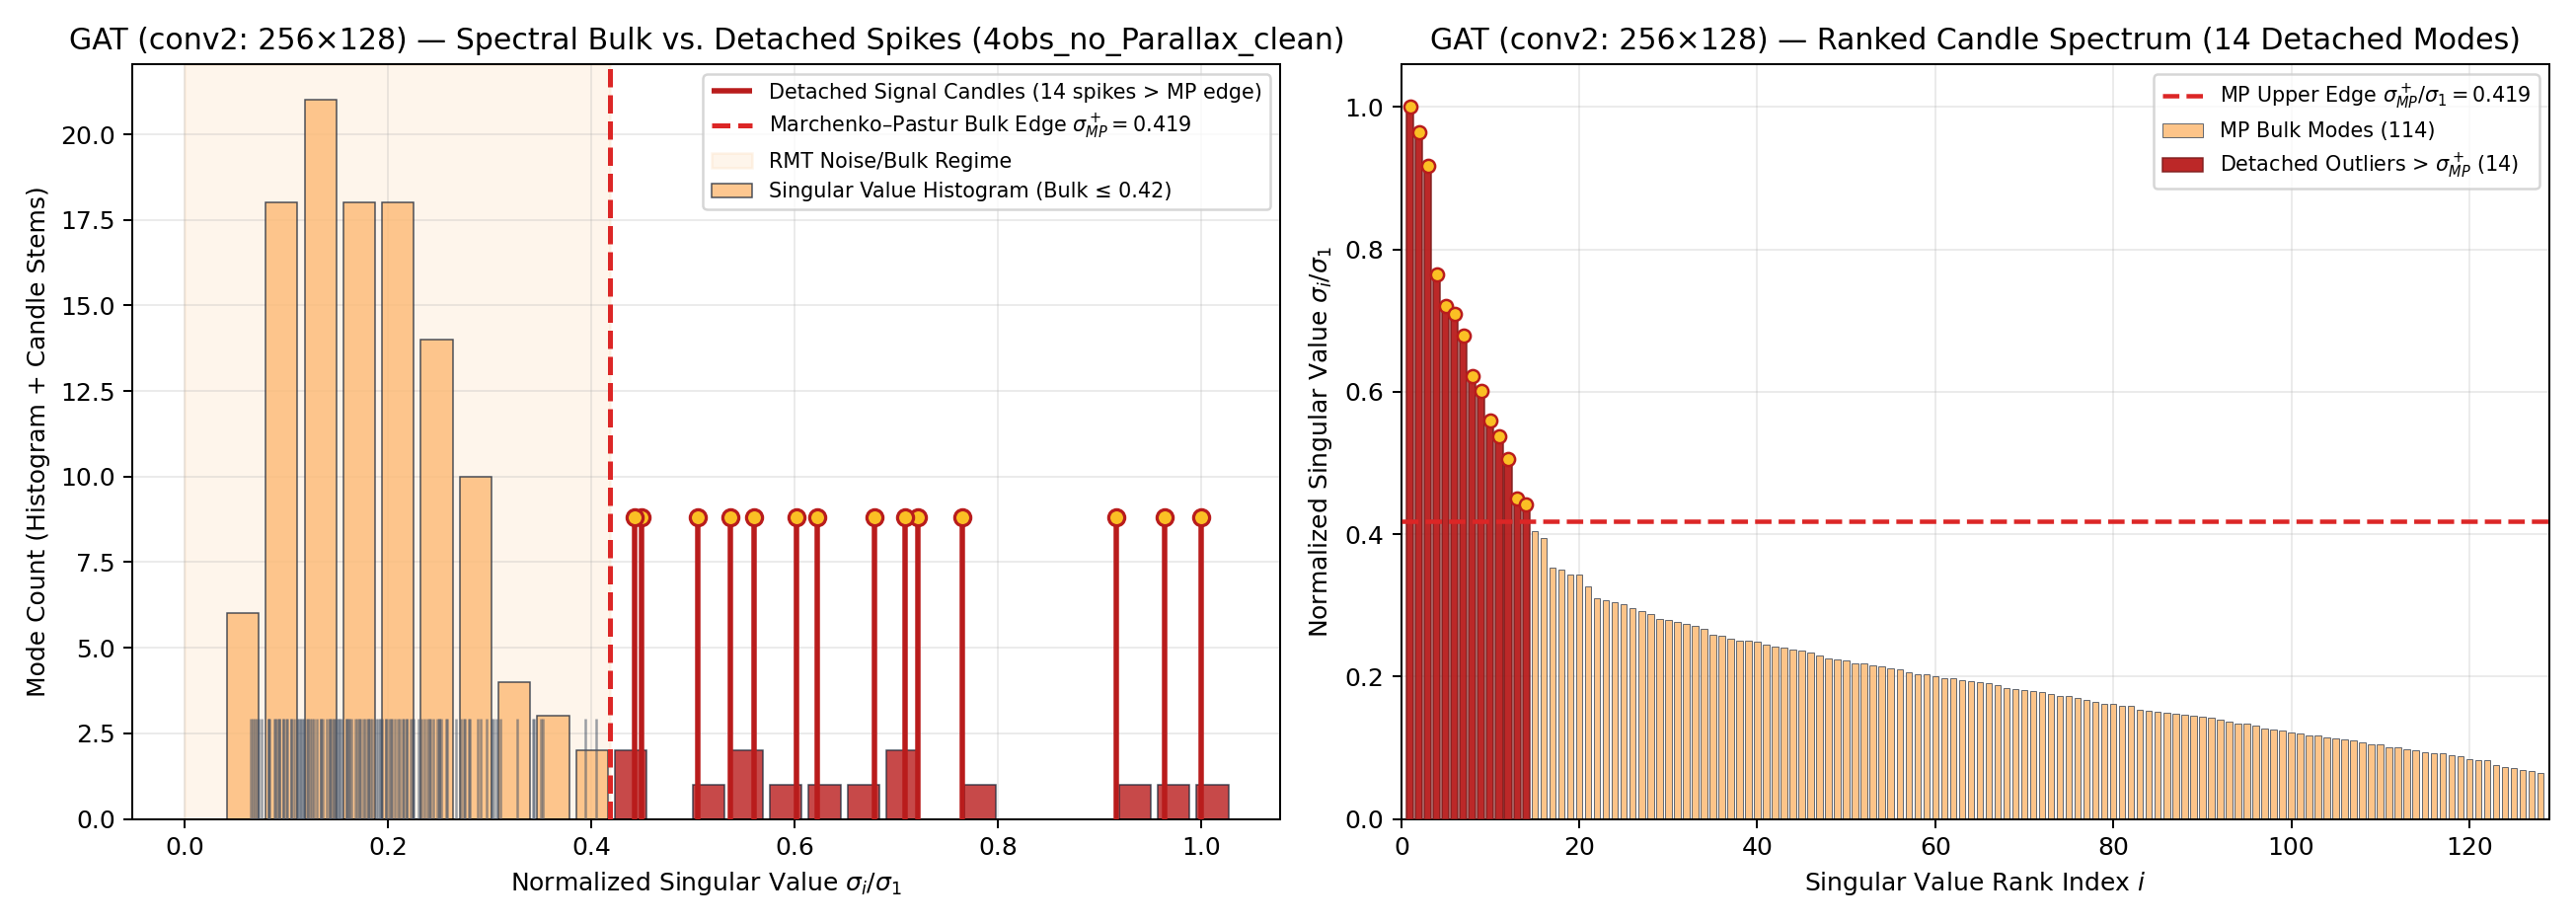 GAT (conv2: 256×128) — Spectral Bulk vs. Detached Spikes (4obs_no_Parallax_clean)
Mode Count (Histogram + Candle Stems)
20.0
17.5
15.0
12.5
10.0
7.5
5.0
2.5
0.0
Detached Signal Candles (14 spikes > MP edge)
Marchenko–Pastur Bulk Edge σ⁺_MP = 0.419
RMT Noise/Bulk Regime
Singular Value Histogram (Bulk ≤ 0.42)
0.0 0.2 0.4 0.6 0.8 1.0
Normalized Singular Value σᵢ/σ₁
GAT (conv2: 256×128) — Ranked Candle Spectrum (14 Detached Modes)
Normalized Singular Value σᵢ/σ₁
1.0
0.8
0.6
0.4
0.2
0.0
MP Upper Edge σ⁺_MP/σ₁ = 0.419
MP Bulk Modes (114)
Detached Outliers > σ⁺_MP (14)
0 20 40 60 80 100 120
Singular Value Rank Index i